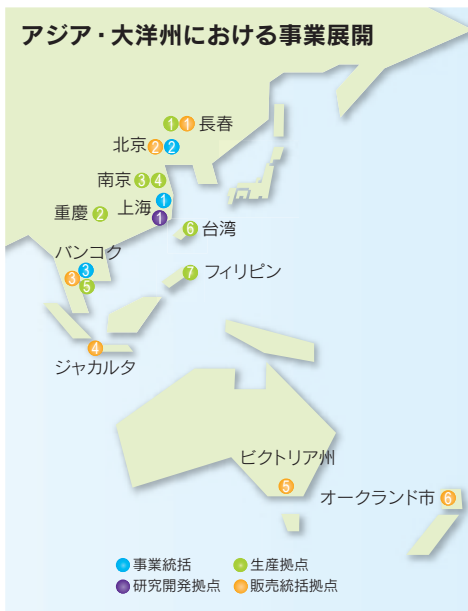 アジア・大洋州における事業展開
1 1 長春
北京 2 2
南京 3 4
上海 1
1
重慶 2
6 台湾
バンコク
3 3
5
7 フィリピン
4
ジャカルタ
ビクトリア州
5
オークランド市 6
事業統括 生産拠点
研究開発拠点 販売統括拠点